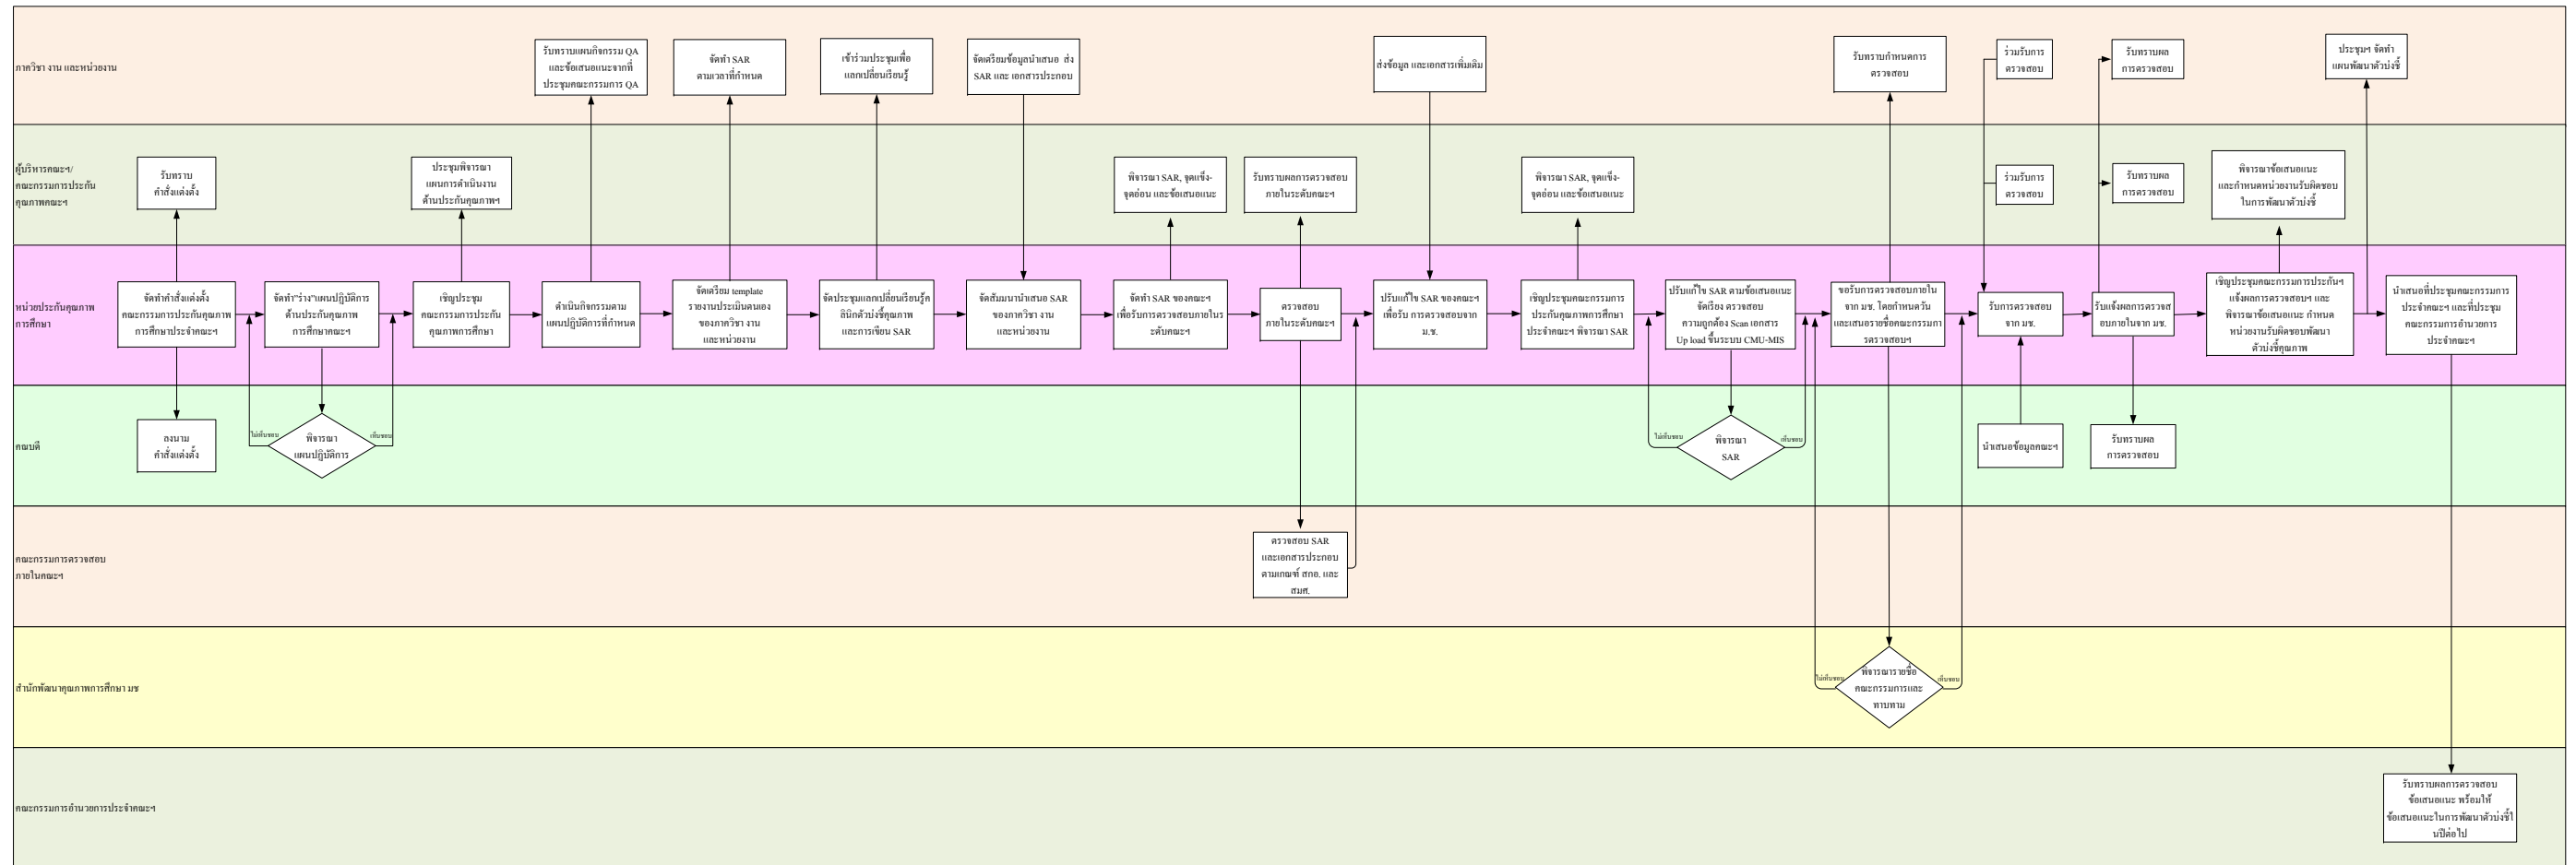 ภาควิชา งาน และหน่วยงาน
รับทราบแผนกิจกรรม QA
และข้อเสนอแนะจากที่
ประชุมคณะกรรมการ QA
จัดทำ SAR
ตามเวลาที่กำหนด
เข้าร่วมประชุมเพื่อ
แลกเปลี่ยนเรียนรู้
จัดเตรียมข้อมูลนำเสนอ ส่ง
SAR และ เอกสารประกอบ
ส่งข้อมูล และเอกสารเพิ่มเติม
รับทราบกำหนดการ
ตรวจสอบ
ร่วมรับการ
ตรวจสอบ
รับทราบผล
การตรวจสอบ
ประชุมฯ จัดทำ
แผนพัฒนาตัวบ่งชี้
ผู้บริหารคณะฯ/
คณะกรรมการประกัน
คุณภาพคณะฯ
รับทราบ
คำสั่งแต่งตั้ง
ประชุมพิจารณา
แผนการดำเนินงาน
ด้านประกันคุณภาพฯ
พิจารณา SAR, จุดแข็ง-
จุดอ่อน และข้อเสนอแนะ
รับทราบผลการตรวจสอบ
ภายในระดับคณะฯ
พิจารณา SAR, จุดแข็ง-
จุดอ่อน และข้อเสนอแนะ
ร่วมรับการ
ตรวจสอบ
รับทราบผล
การตรวจสอบ
พิจารณาข้อเสนอแนะ
และกำหนดหน่วยงานรับผิดชอบ
ในการพัฒนาตัวบ่งชี้
หน่วยประกันคุณภาพ
การศึกษา
จัดทำคำสั่งแต่งตั้ง
คณะกรรมการประกันคุณภาพ
การศึกษาประจำคณะฯ
จัดทำ"ร่าง"แผนปฏิบัติการ
ด้านประกันคุณภาพ
การศึกษาคณะฯ
เชิญประชุม
คณะกรรมการประกัน
คุณภาพการศึกษา
ดำเนินกิจกรรมตาม
แผนปฏิบัติการที่กำหนด
จัดเตรียม template
รายงานประเมินตนเอง
ของภาควิชา งาน
และหน่วยงาน
จัดประชุมแลกเปลี่ยนเรียนรู้ค
ลินิกตัวบ่งชี้คุณภาพ
และการเขียน SAR
จัดสัมมนานำเสนอ SAR
ของภาควิชา งาน
และหน่วยงาน
จัดทำ SAR ของคณะฯ
เพื่อรับการตรวจสอบภายในร
ะดับคณะฯ
ตรวจสอบ
ภายในระดับคณะฯ
ปรับแก้ไข SAR ของคณะฯ
เพื่อรับ การตรวจสอบจาก
ม.ช.
เชิญประชุมคณะกรรมการ
ประกันคุณภาพการศึกษา
ประจำคณะฯ พิจารณา SAR
ปรับแก้ไข SAR ตามข้อเสนอแนะ
จัดเรียง ตรวจสอบ
ความถูกต้อง Scan เอกสาร
Up load ขึ้นระบบ CMU-MIS
ขอรับการตรวจสอบภายใน
จาก มช. โดยกำหนดวัน
และเสนอรายชื่อคณะกรรมกา
รตรวจสอบฯ
รับการตรวจสอบ
จาก มช.
รับแจ้งผลการตรวจส
อบภายในจาก มช.
เชิญประชุมคณะกรรมการประกันฯ
แจ้งผลการตรวจสอบฯ และ
พิจารณาข้อเสนอแนะ กำหนด
หน่วยงานรับผิดชอบพัฒนา
ตัวบ่งชี้คุณภาพ
นำเสนอที่ประชุมคณะกรรมการ
ประจำคณะฯ และที่ประชุม
คณะกรรมการอำนวยการ
ประจำคณะฯ
คณบดี
ลงนาม
คำสั่งแต่งตั้ง
ไม่เห็นชอบ
พิจารณา
แผนปฏิบัติการ
เห็นชอบ
ไม่เห็นชอบ
พิจารณา
SAR
เห็นชอบ
นำเสนอข้อมูลคณะฯ
รับทราบผล
การตรวจสอบ
คณะกรรมการตรวจสอบ
ภายในคณะฯ
ตรวจสอบ SAR
และเอกสารประกอบ
ตามเกณฑ์ สกอ. และ
สมศ.
สำนักพัฒนาคุณภาพการศึกษา มช
ไม่เห็นชอบ
พิจารณารายชื่อ
คณะกรรมการและ
ทาบทาม
เห็นชอบ
คณะกรรมการอำนวยการประจำคณะฯ
รับทราบผลการตรวจสอบ
ข้อเสนอแนะ พร้อมให้
ข้อเสนอแนะในการพัฒนาตัวบ่งชี้ใ
นปีต่อไป